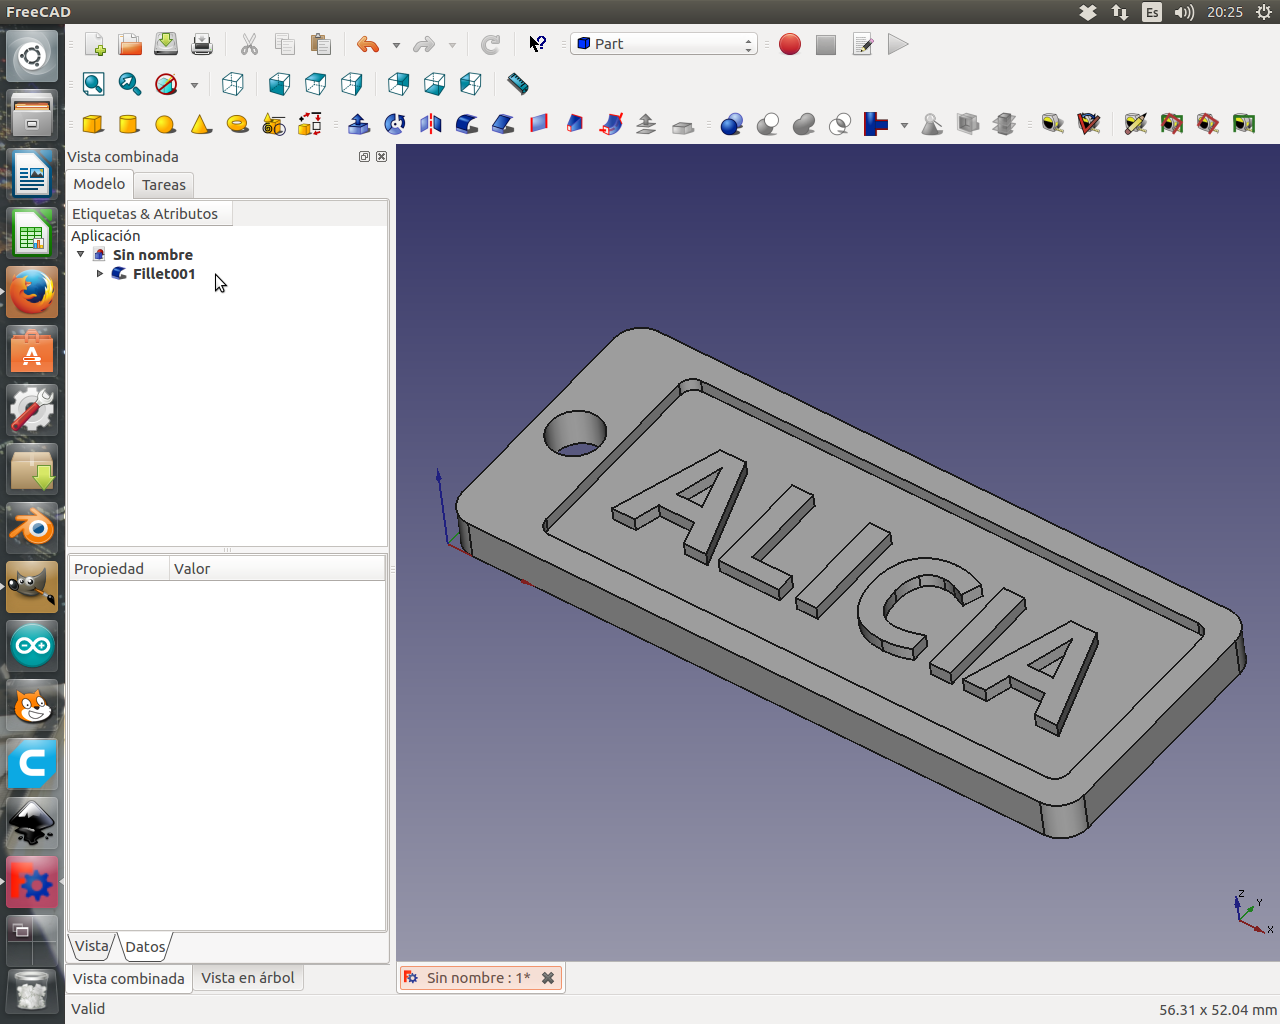 FreeCAD
Es
20:25
Part
Vista combinada
Modelo
Tareas
Etiquetas & Atributos
Aplicación
Sin nombre
Fillet001
Propiedad
Valor
Vista
Datos
Vista combinada
Vista en árbol
ALICIA
Z
Y
X
Sin nombre : 1*
Valid
56.31 x 52.04 mm